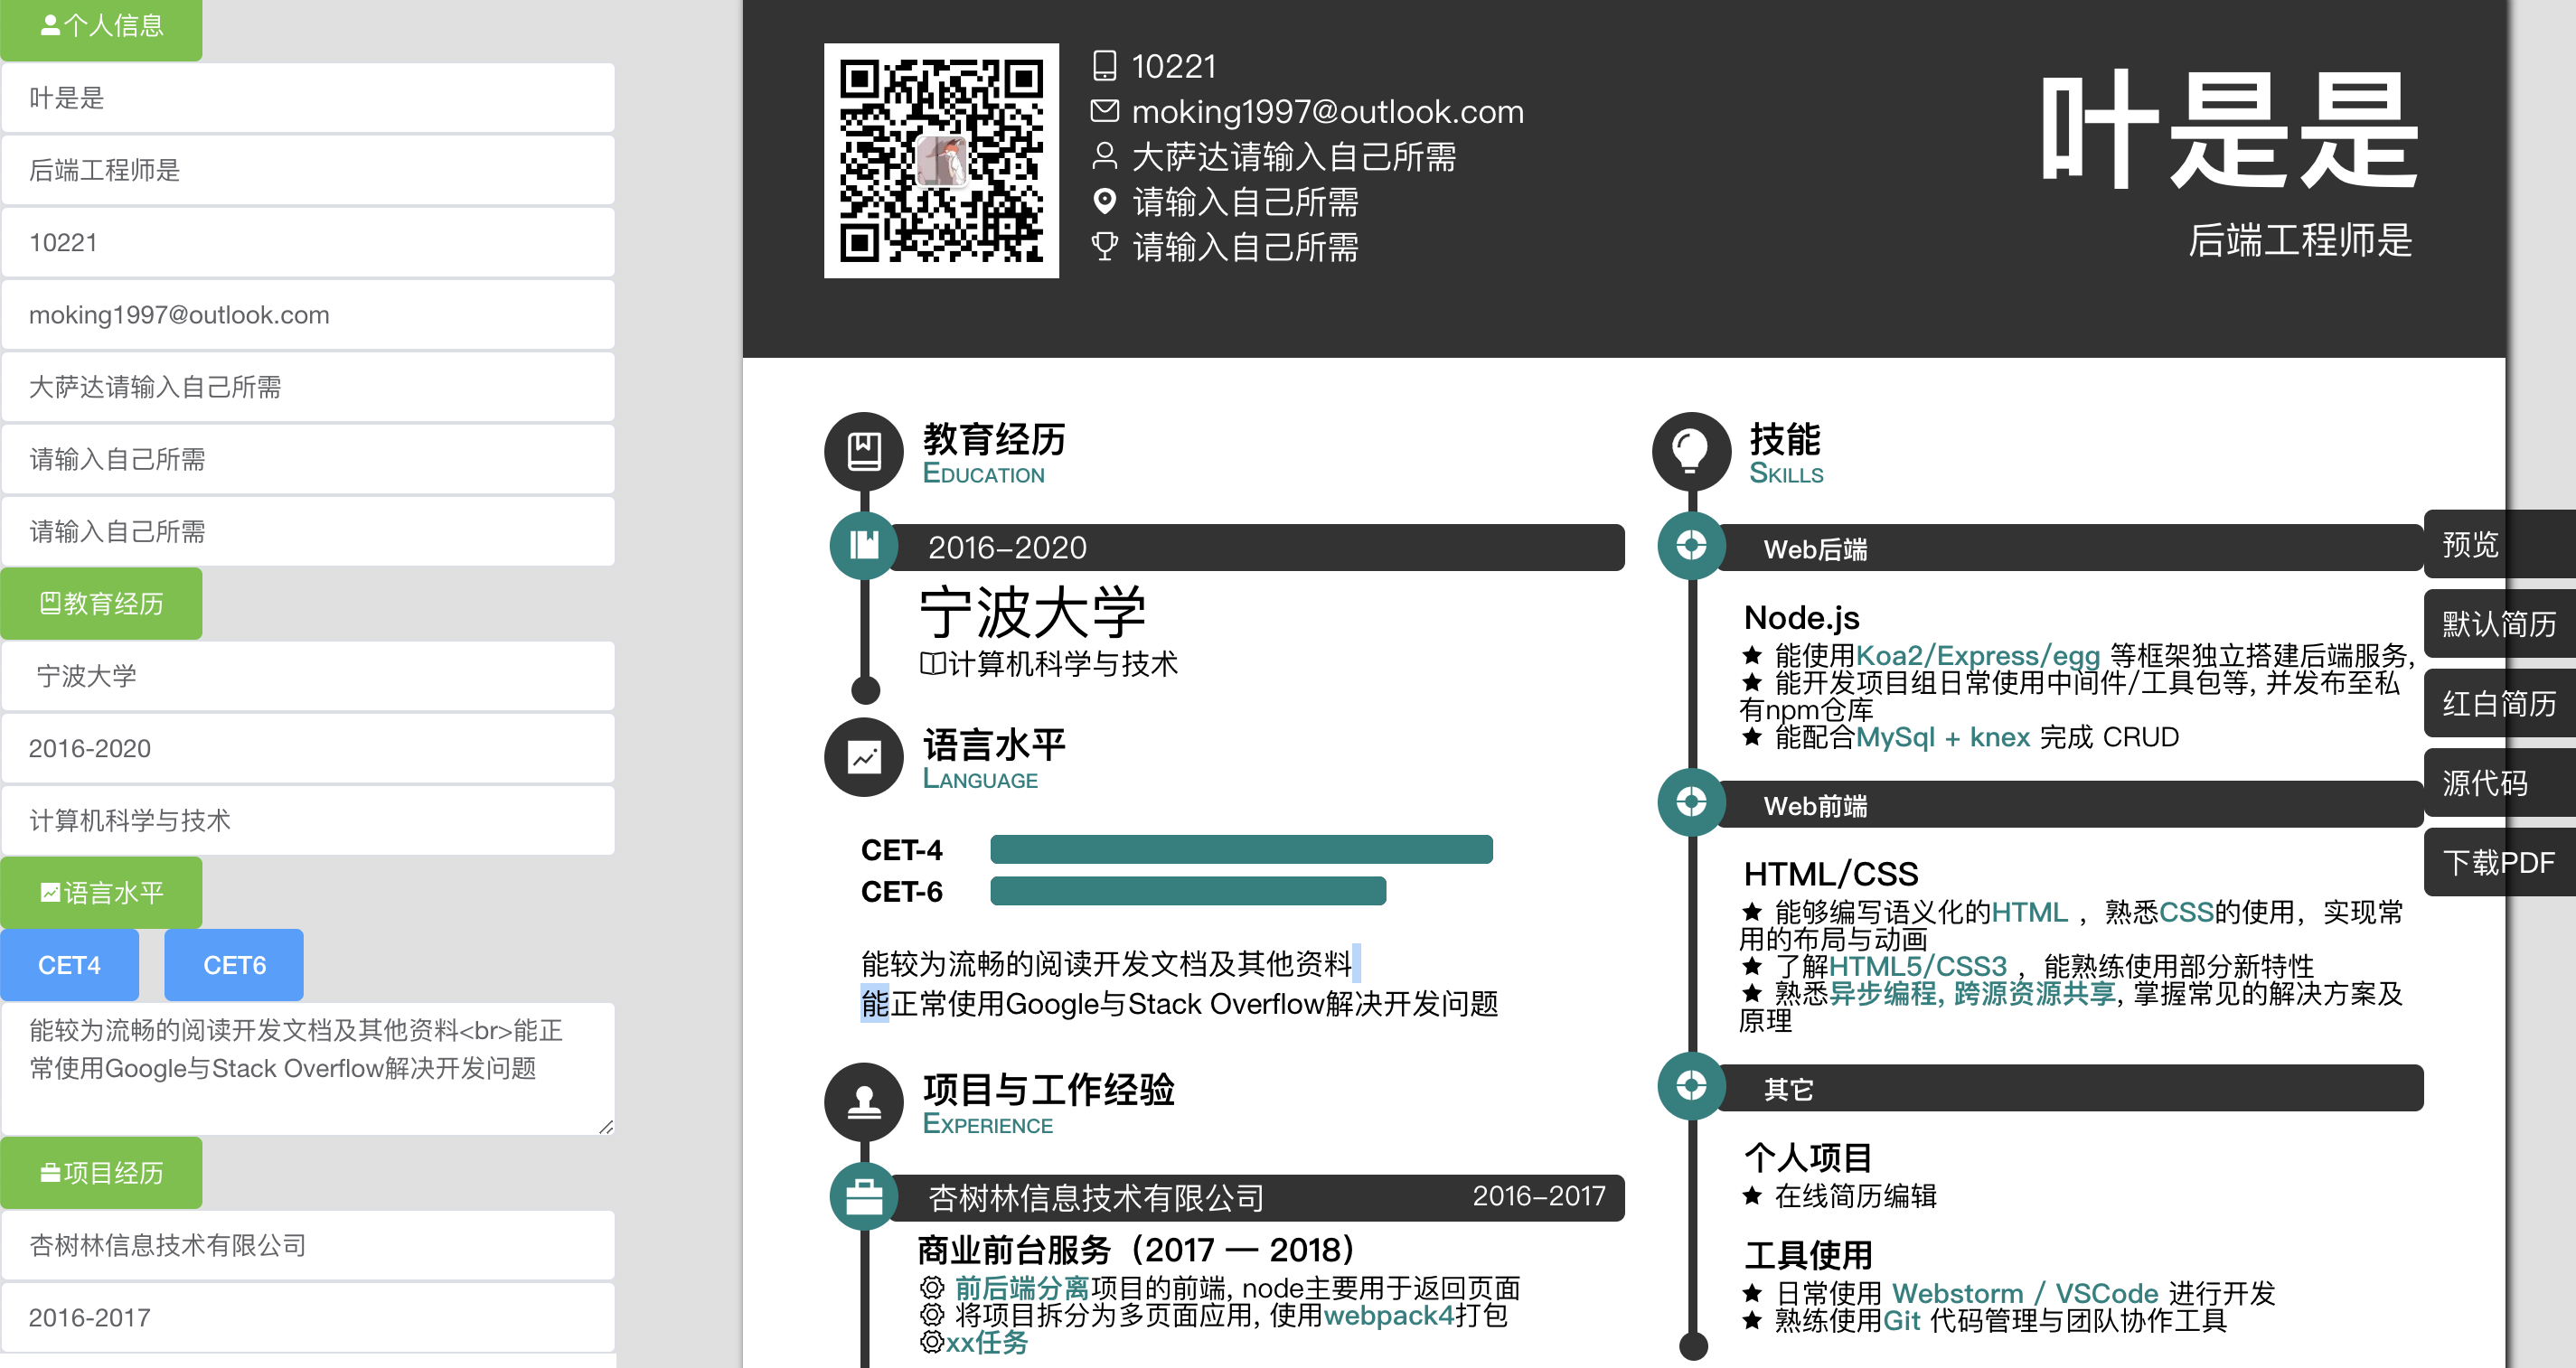 个人信息
叶是是
后端工程师是
10221
moking1997@outlook.com
大萨达请输入自己所需
请输入自己所需
请输入自己所需
教育经历
宁波大学
2016-2020
计算机科学与技术
语言水平
CET4
CET6
能较为流畅的阅读开发文档及其他资料<br>能正
常使用Google与Stack Overflow解决开发问题
项目经历
杏树林信息技术有限公司
2016-2017
10221
moking1997@outlook.com
大萨达请输入自己所需
请输入自己所需
请输入自己所需
叶是是
后端工程师是
教育经历
EDUCATION
2016-2020
宁波大学
计算机科学与技术
语言水平
LANGUAGE
CET-4
CET-6
能较为流畅的阅读开发文档及其他资料
能正常使用Google与Stack Overflow解决开发问题
项目与工作经验
EXPERIENCE
杏树林信息技术有限公司 2016-2017
商业前台服务（2017 — 2018）
前后端分离项目的前端, node主要用于返回页面
将项目拆分为多页面应用, 使用webpack4打包
xx任务
技能
SKILLS
Web后端
Node.js
★ 能使用Koa2/Express/egg 等框架独立搭建后端服务,
★ 能开发项目组日常使用中间件/工具包等, 并发布至私
有npm仓库
★ 能配合MySql + knex 完成 CRUD
Web前端
HTML/CSS
★ 能够编写语义化的HTML ，熟悉CSS的使用，实现常
用的布局与动画
★ 了解HTML5/CSS3 ，能熟练使用部分新特性
★ 熟悉异步编程, 跨源资源共享, 掌握常见的解决方案及
原理
其它
个人项目
★ 在线简历编辑
工具使用
★ 日常使用 Webstorm / VSCode 进行开发
★ 熟练使用Git 代码管理与团队协作工具
预览
默认简历
红白简历
源代码
下载PDF